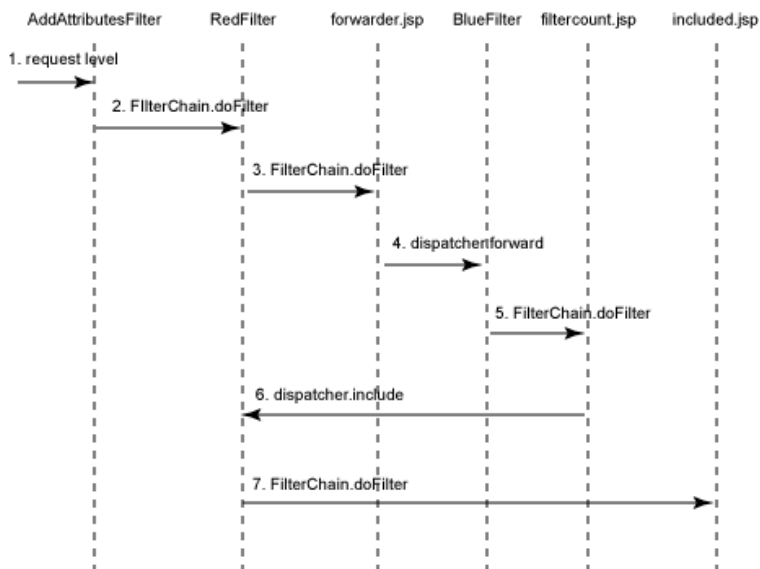 AddAttributesFilter RedFilter forwarder.jsp BlueFilter filtercount.jsp included.jsp
1. request level
2. FIlterChain.doFilter
3. FilterChain.doFilter
4. dispatcher.forward
5. FilterChain.doFilter
6. dispatcher.include
7. FilterChain.doFilter